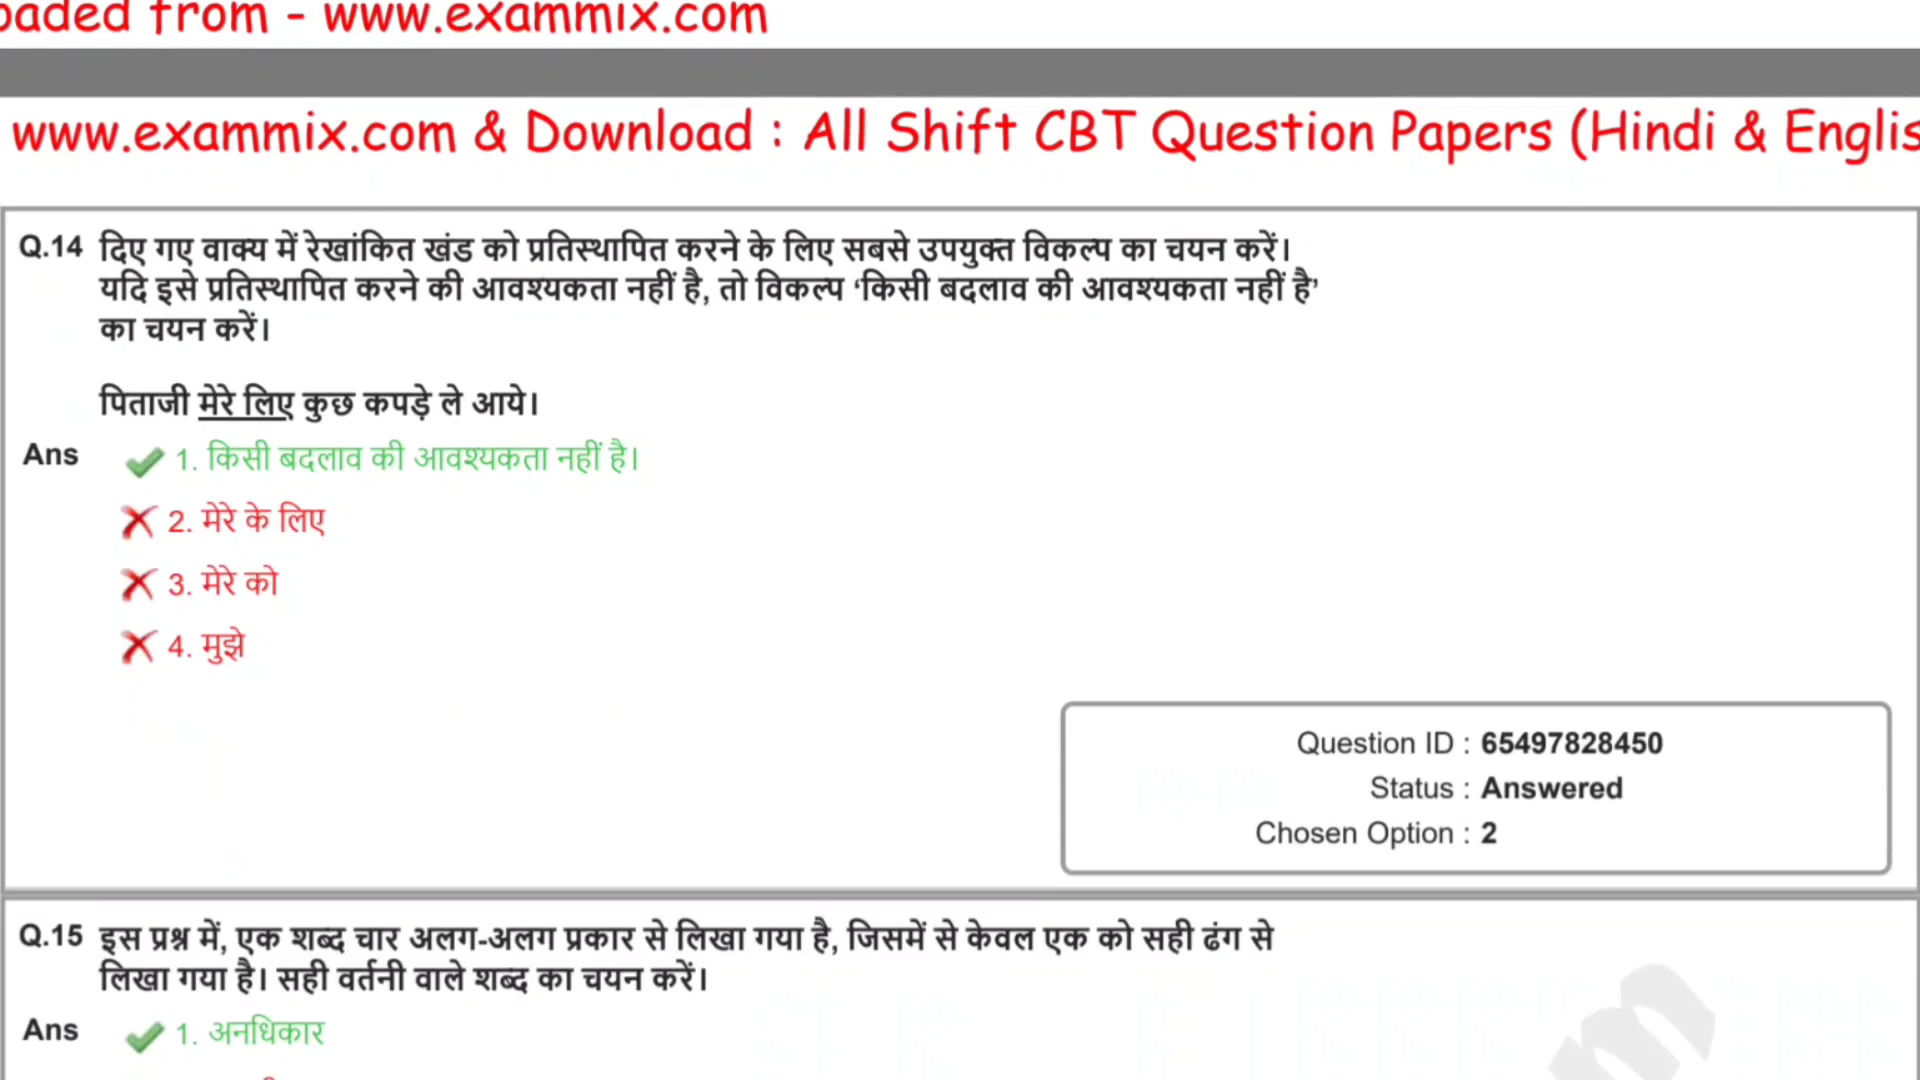 from - www.exammix.com
www.exammix.com & Download : All Shift CBT Question Papers (Hindi &
Q.14 दिए गए वाक्य में रेखांकित खंड को प्रतिस्थापित करने के लिए सबसे उपयुक्त विकल्प का चयन करें।
यदि इसे प्रतिस्थापित करने की आवश्यकता नहीं है, तो विकल्प ‘किसी बदलाव की आवश्यकता नहीं है’
का चयन करें।
पिताजी मेरे लिए कुछ कपड़े ले आये।
Ans 1. किसी बदलाव की आवश्यकता नहीं है।
2. मेरे के लिए
3. मेरे को
4. मुझे
Question ID : 65497828450
Status : Answered
Chosen Option : 2
Q.15 इस प्रश्न में, एक शब्द चार अलग-अलग प्रकार से लिखा गया है, जिसमें से केवल एक को सही ढंग से
लिखा गया है। सही वर्तनी वाले शब्द का चयन करें।
Ans 1. अनधिकार